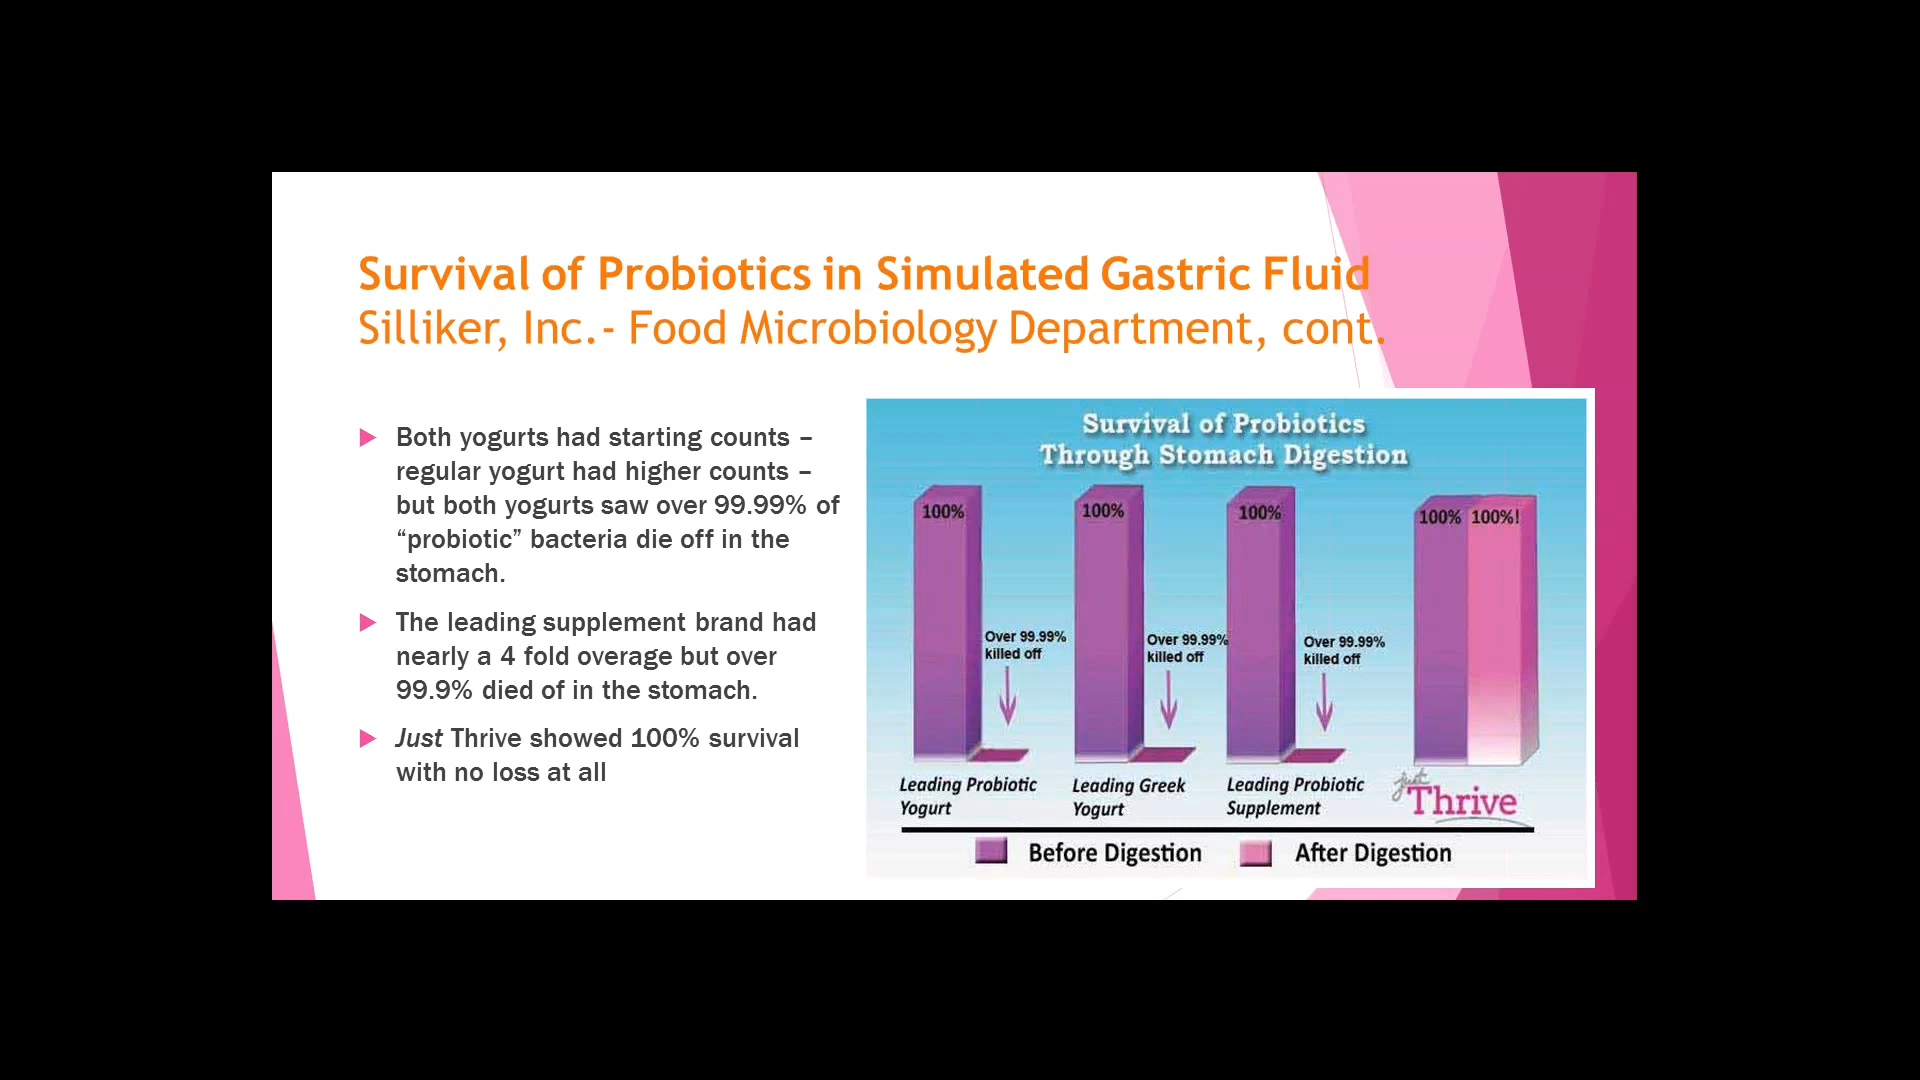 Survival of Probiotics in Simulated Gastric Fluid
Silliker, Inc.- Food Microbiology Department, cont.
Both yogurts had starting counts –
regular yogurt had higher counts –
but both yogurts saw over 99.99% of
“probiotic” bacteria die off in the
stomach.
The leading supplement brand had
nearly a 4 fold overage but over
99.9% died of in the stomach.
Just Thrive showed 100% survival
with no loss at all
Survival of Probiotics
Through Stomach Digestion
100%
100%
100%
100% 100%!
Over 99.99%
killed off
Over 99.99%
killed off
Over 99.99%
killed off
Leading Probiotic
Yogurt
Leading Greek
Yogurt
Leading Probiotic
Supplement
just
Thrive
Before Digestion
After Digestion